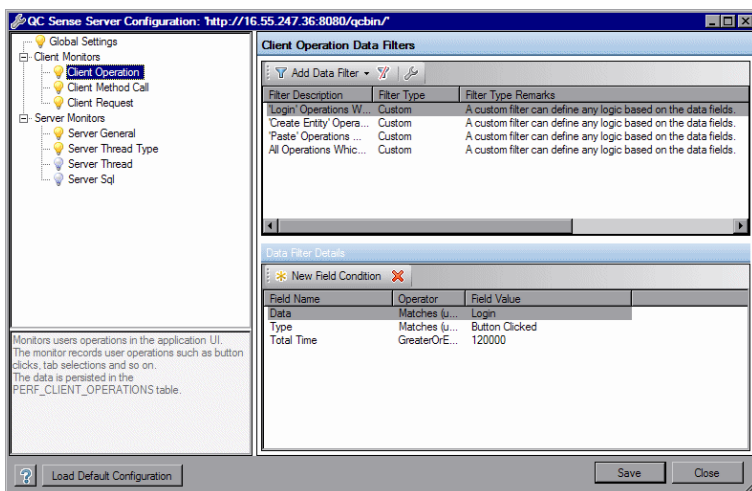 QC Sense Server Configuration: 'http://16.55.247.36:8080/qcbin/'
Global Settings
Client Monitors
Client Operation
Client Method Call
Client Request
Server Monitors
Server General
Server Thread Type
Server Thread
Server Sql
Monitors users operations in the application UI.
The monitor records user operations such as button
clicks, tab selections and so on.
The data is persisted in the
PERF_CLIENT_OPERATIONS table.
Client Operation Data Filters
Add Data Filter
Filter Description Filter Type Filter Type Remarks
'Login' Operations W... Custom A custom filter can define any logic based on the data fields.
'Create Entity' Opera... Custom A custom filter can define any logic based on the data fields.
'Paste' Operations ... Custom A custom filter can define any logic based on the data fields.
All Operations Whic... Custom A custom filter can define any logic based on the data fields.
Data Filter Details
New Field Condition
Field Name Operator Field Value
Data Matches (u... Login
Type Matches (u... Button Clicked
Total Time GreaterOrE... 120000
? Load Default Configuration Save Close